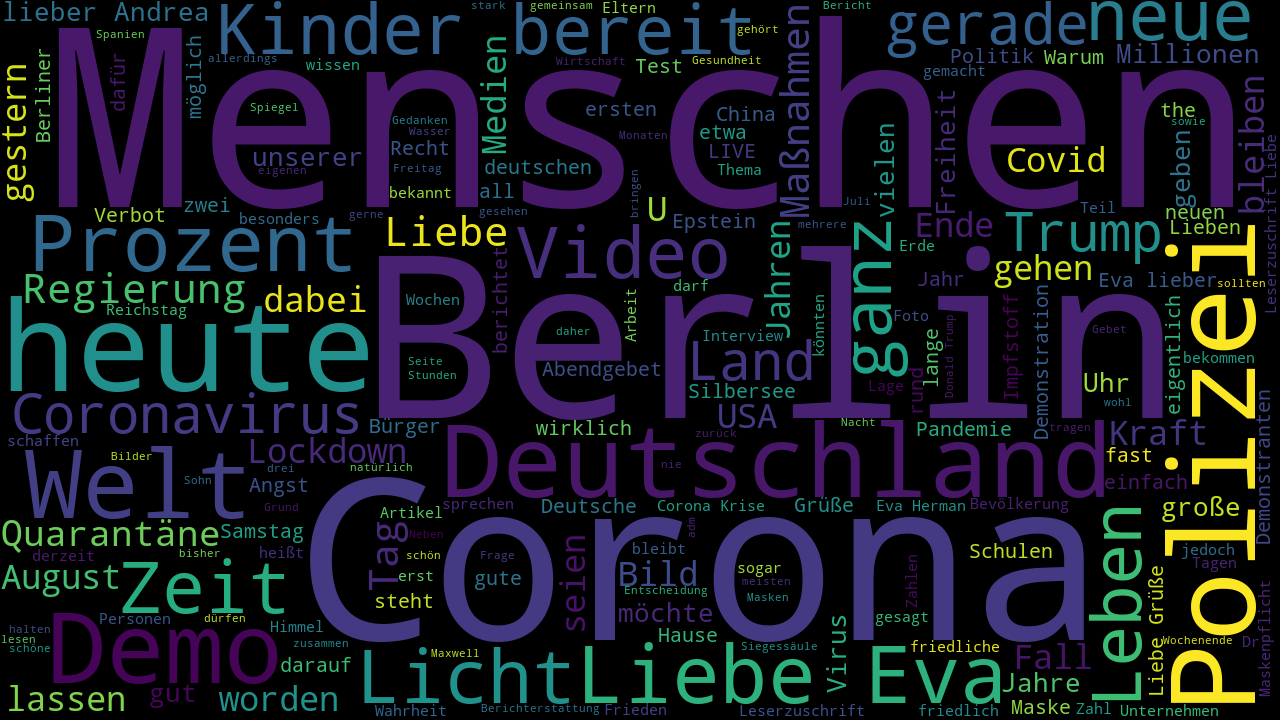 lieber Andrea
Kinder
stark
bereit
gemeinsam
Eltern
Bericht
gerade
neue
Spanien
Menschen
gestern
Berliner
dafür
möglich
allerdings
wissen
Spiegel
Medien
gehört
Wirtschaft
Test
Gesundheit
Maßnahmen
Politik
Warum
Millionen
gemacht
ersten
China
etwa
LIVE
Thema
Gedanken
Wasser
Recht
Freitag
Monaten
unserer
eigenen
deutschen
bekannt
all
gesehen
bringen
Freiheit
vielen
Covid
the
sowie
geben
bleiben
Leserzuschrift Liebe
Verbot
zwei
besonders
gerne
Prozent
Liebe
U
Epstein
Video
mehrere
Juli
Ende
Trump
Teil
neuen
Lieben
Regierung
Reichstag
dabei
heute
Wochen
berichtet
Berlin
Jahren
ganz
Erde
gehen
Jahr
Eva lieber
sollten
darf
Arbeit
daher
Interview
könnten
Foto
Donald Trump
Impfstoff
Demonstration
Gebet
eigentlich
Polizei
bekommen
Seite
Stunden
Abendgebet
Land
Silbersee
Lage
rund
lange
Uhr
wohl
Coronavirus
Bürger
wirklich
USA
zurück
Nacht
Pandemie
tragen
Kraft
Demonstranten
schaffen
Lockdown
Deutschland
fast
Welt
Bilder
Sohn
drei
natürlich
Angst
Grund
nie
einfach
sprechen
Deutsche
Corona Krise
Grüße
Eva Herman
Bevölkerung
große
Quarantäne
Samstag
Artikel
Neben
Tag
Corona
adm
derzeit
bisher
heißt
schön
Frage
seien
bleibt
sogar
Schulen
jedoch
Tagen
August
Zeit
erst
gute
steht
Bild
Entscheidung
meisten
Masken
Zahlen
möchte
gesagt
Leben
Liebe Grüße
Maskenpflicht
Personen
dürfen
Himmel
halten
lesen
schöne
Demo
zusammen
darauf
Hause
Siegessäule
Virus
friedliche
Wochenende
Dr
Maxwell
Fall
lassen
gut
worden
Licht
Liebe
Eva
Jahre
Wahrheit
Berichterstattung
Frieden
Leserzuschrift
friedlich
Maske
Zahl
Unternehmen